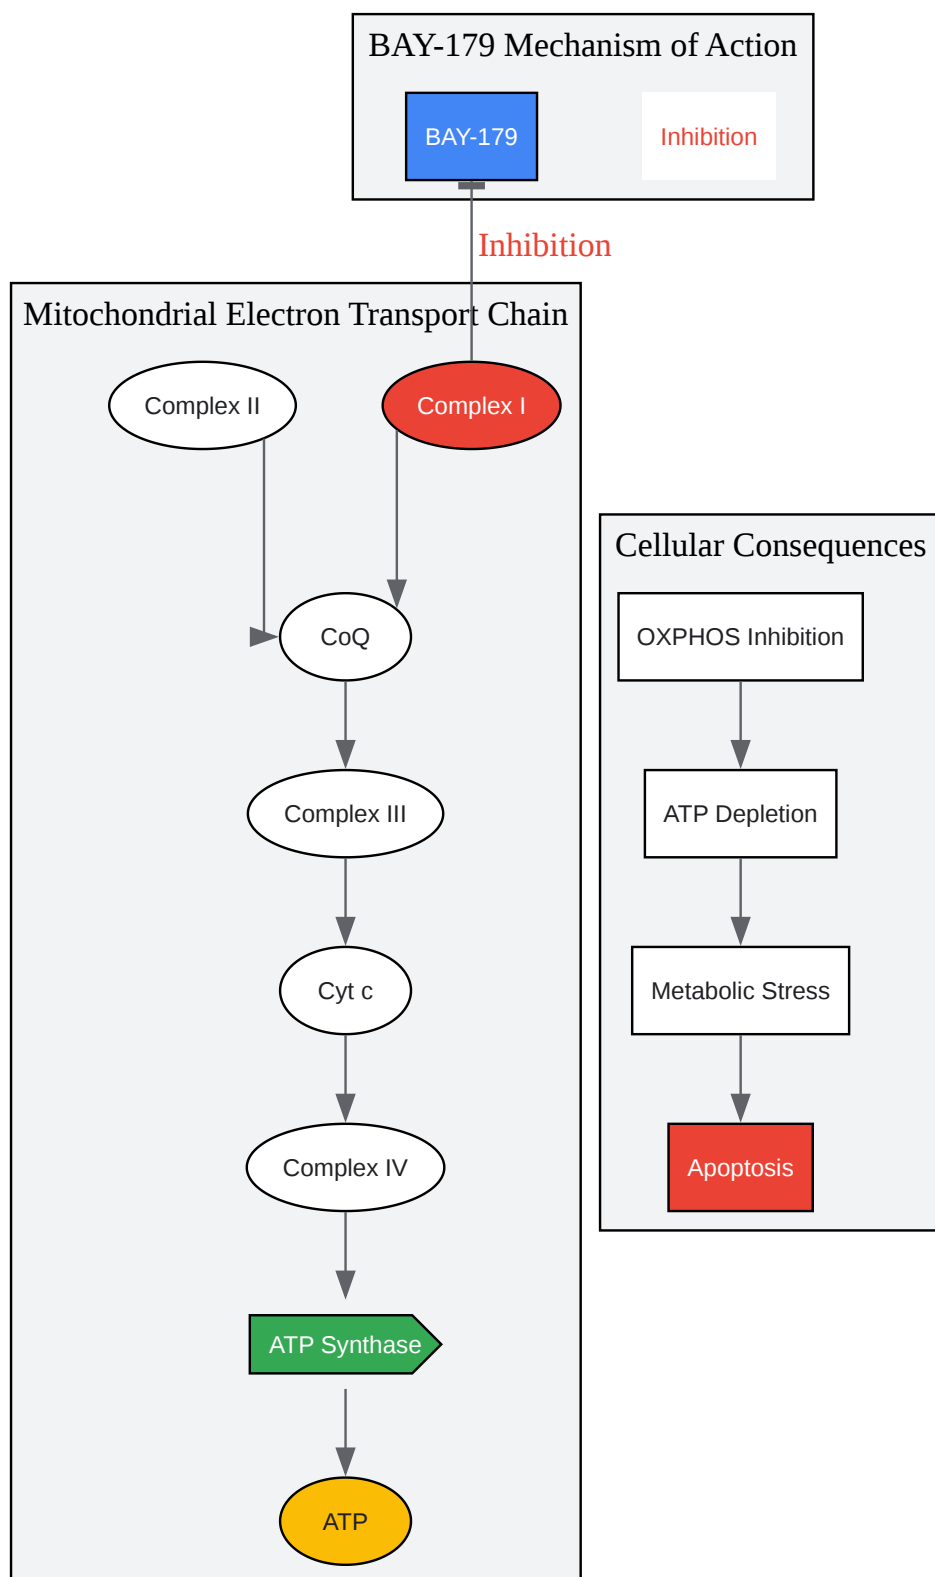 BAY-179 Mechanism of Action
BAY-179
Inhibition
Inhibition
Mitochondrial Electron Transport Chain
Complex II
Complex I
CoQ
Complex III
Cyt c
Complex IV
ATP Synthase
ATP
Cellular Consequences
OXPHOS Inhibition
ATP Depletion
Metabolic Stress
Apoptosis